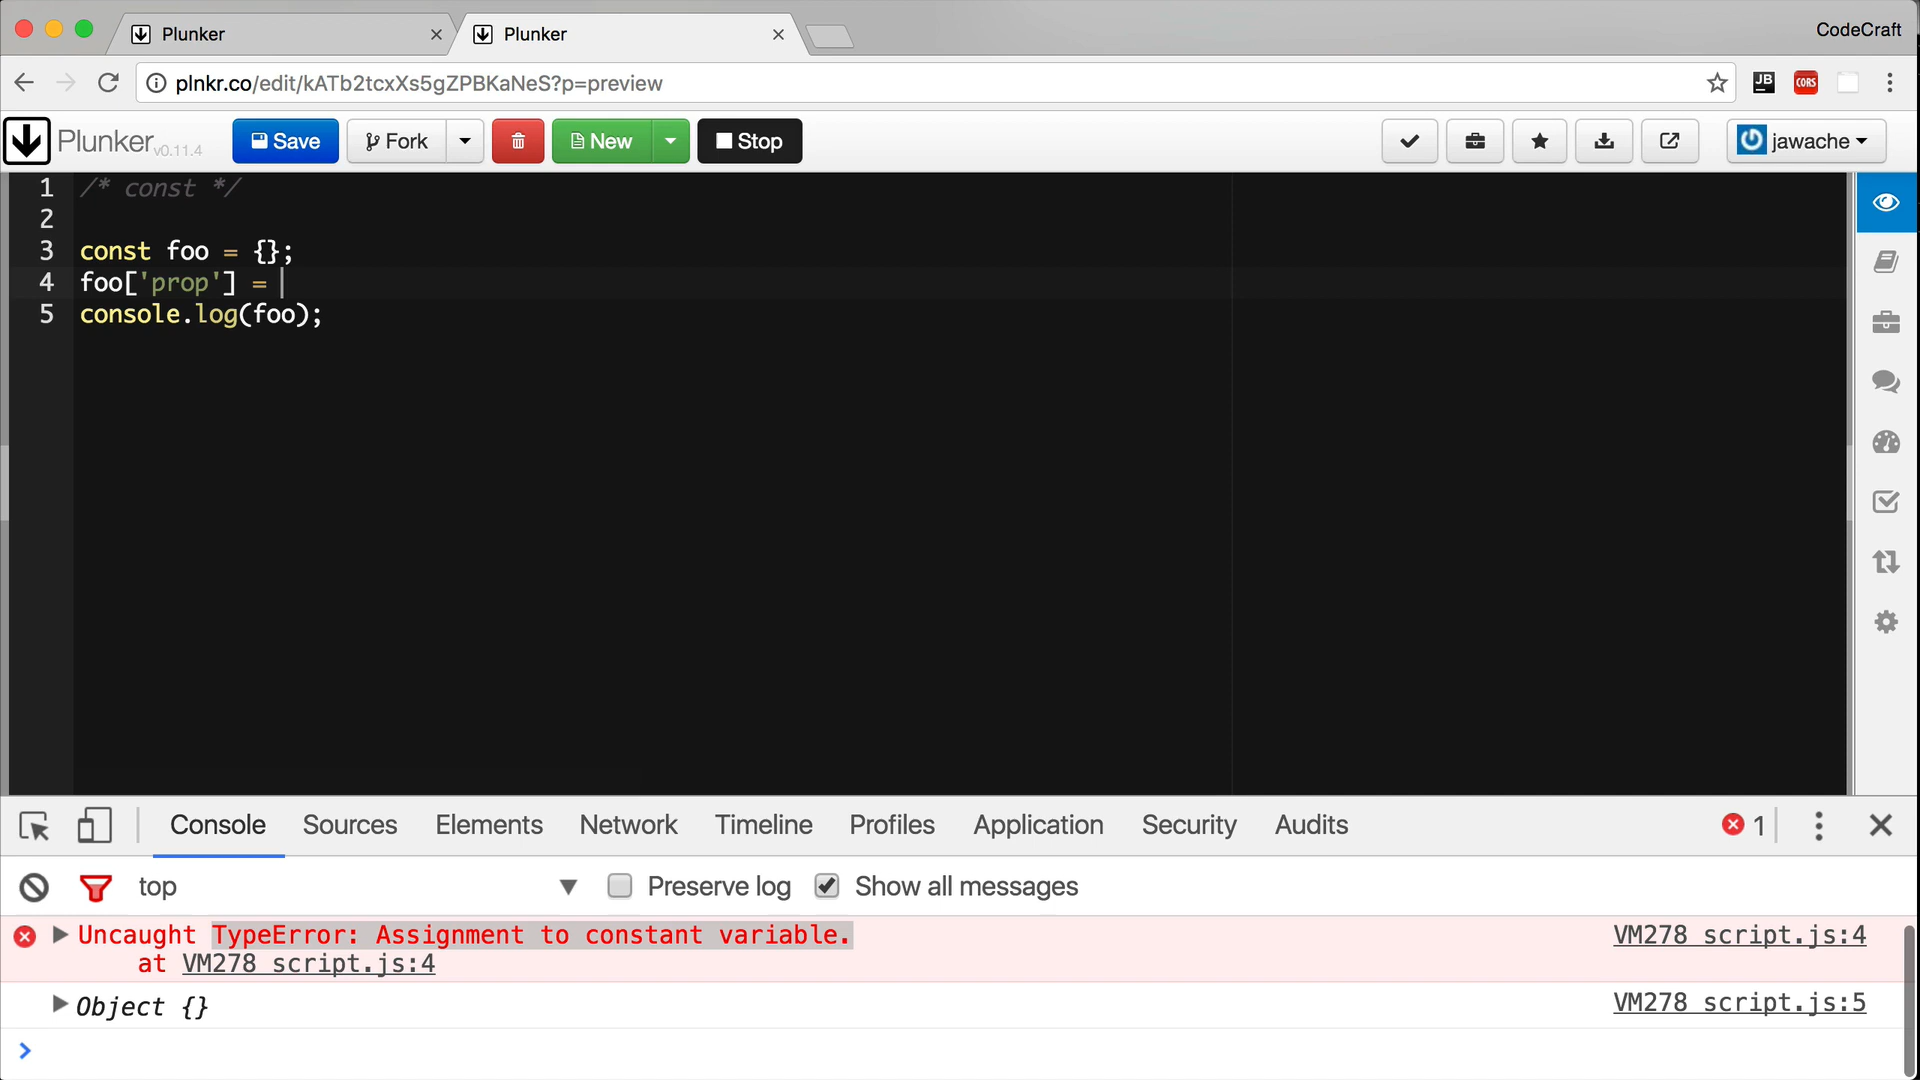 Plunker
Plunker
CodeCraft
plnkr.co/edit/kATb2tcxXs5gZPBKaNeS?p=preview
JB
CORS
Plunker v0.11.4
Save
Fork
New
Stop
jawache
1 /* const */
2
3 const foo = {};
4 foo['prop'] =
5 console.log(foo);
Console
Sources
Elements
Network
Timeline
Profiles
Application
Security
Audits
1
top
Preserve log
Show all messages
Uncaught TypeError: Assignment to constant variable. VM278 script.js:4
at VM278 script.js:4
Object {} VM278 script.js:5